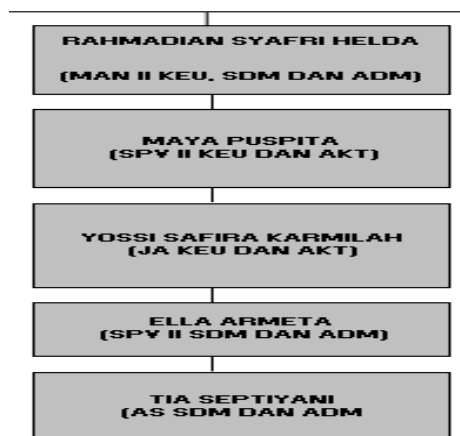 RAHMADIAN SYAFRI HELDA
(MAN II KEU, SDM DAN ADM)
MAYA PUSPITA
(SPV II KEU DAN AKT)
YOSSI SAFIRA KARMILAH
(JA KEU DAN AKT)
ELLA ARMETA
(SPV II SDM DAN ADM)
TIA SEPTIYANI
(AS SDM DAN ADM